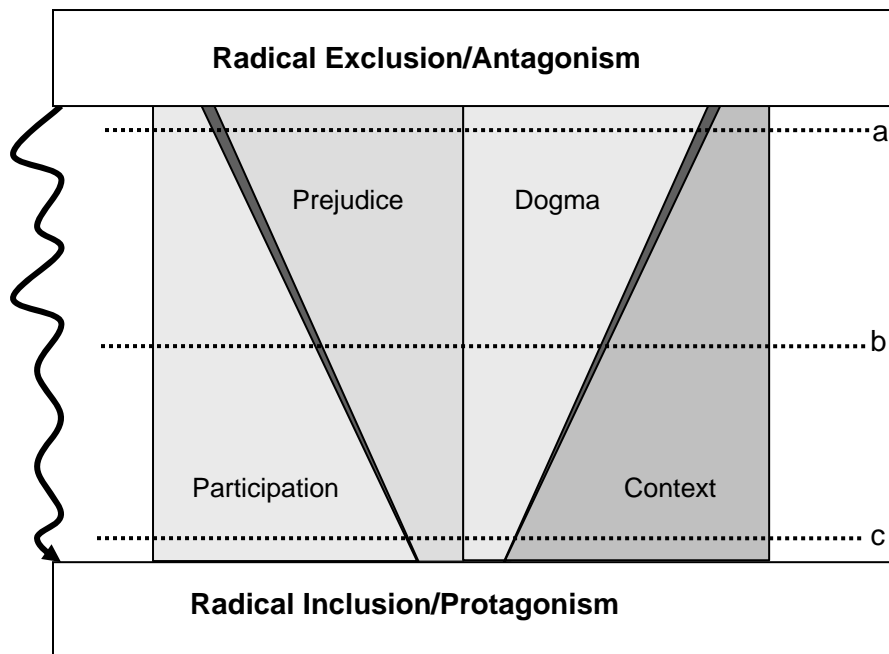 Radical Exclusion/Antagonism
a
Prejudice
Dogma
b
Participation
Context
c
Radical Inclusion/Protagonism